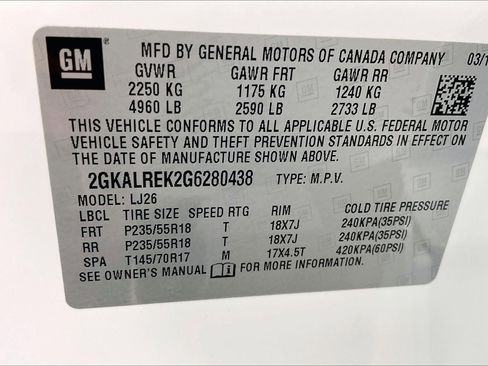 GM
MFD BY GENERAL MOTORS OF CANADA COMPANY 03/1
GVWR GAWR FRT GAWR RR
2250 KG 1175 KG 1240 KG
4960 LB 2590 LB 2733 LB
THIS VEHICLE CONFORMS TO ALL APPLICABLE U.S. FEDERAL MOTOR
VEHICLE SAFETY AND THEFT PREVENTION STANDARDS IN EFFECT ON
THE DATE OF MANUFACTURE SHOWN ABOVE.
2GKALREK2G6280438 TYPE: M.P.V.
MODEL: LJ26
LBCL TIRE SIZE SPEED RTG RIM COLD TIRE PRESSURE
FRT P235/55R18 T 18X7J 240KPA(35PSI)
RR P235/55R18 T 18X7J 240KPA(35PSI)
SPA T145/70R17 M 17X4.5T 420KPA(60PSI)
SEE OWNER'S MANUAL FOR MORE INFORMATION.